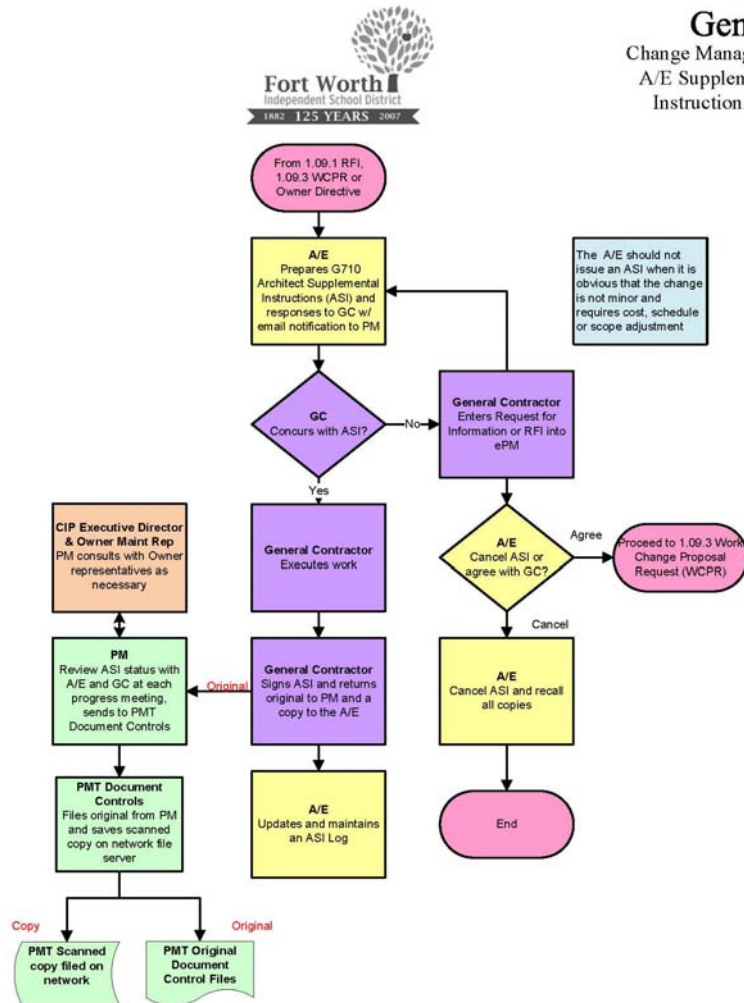 Fort Worth
Independent School District
1882 125 YEARS 2007
Gen
Change Manag
A/E Supplem
Instruction
From 1.09.1 RFI,
1.09.3 WCPR or
Owner Directive
A/E
Prepares G710
Architect Supplemental
Instructions (ASI) and
responses to GC w/
email notification to PM
The A/E should not
issue an ASI when it is
obvious that the change
is not minor and
requires cost, schedule
or scope adjustment
GC
Concurs with ASI?
No
General Contractor
Enters Request for
Information or RFI into
ePM
Yes
CIP Executive Director
& Owner Maint Rep
PM consults with Owner
representatives as
necessary
General Contractor
Executes work
A/E
Cancel ASI or
agree with GC?
Agree
Proceed to 1.09.3 Work
Change Proposal
Request (WCPR)
Cancel
PM
Review ASI status with
A/E and GC at each
progress meeting,
sends to PMT
Document Controls
Original
General Contractor
Signs ASI and returns
original to PM and a
copy to the A/E
A/E
Cancel ASI and recall
all copies
PMT Document
Controls
Files original from PM
and saves scanned
copy on network file
server
A/E
Updates and maintains
an ASI Log
End
Copy
Original
PMT Scanned
copy filed on
network
PMT Original
Document
Control Files